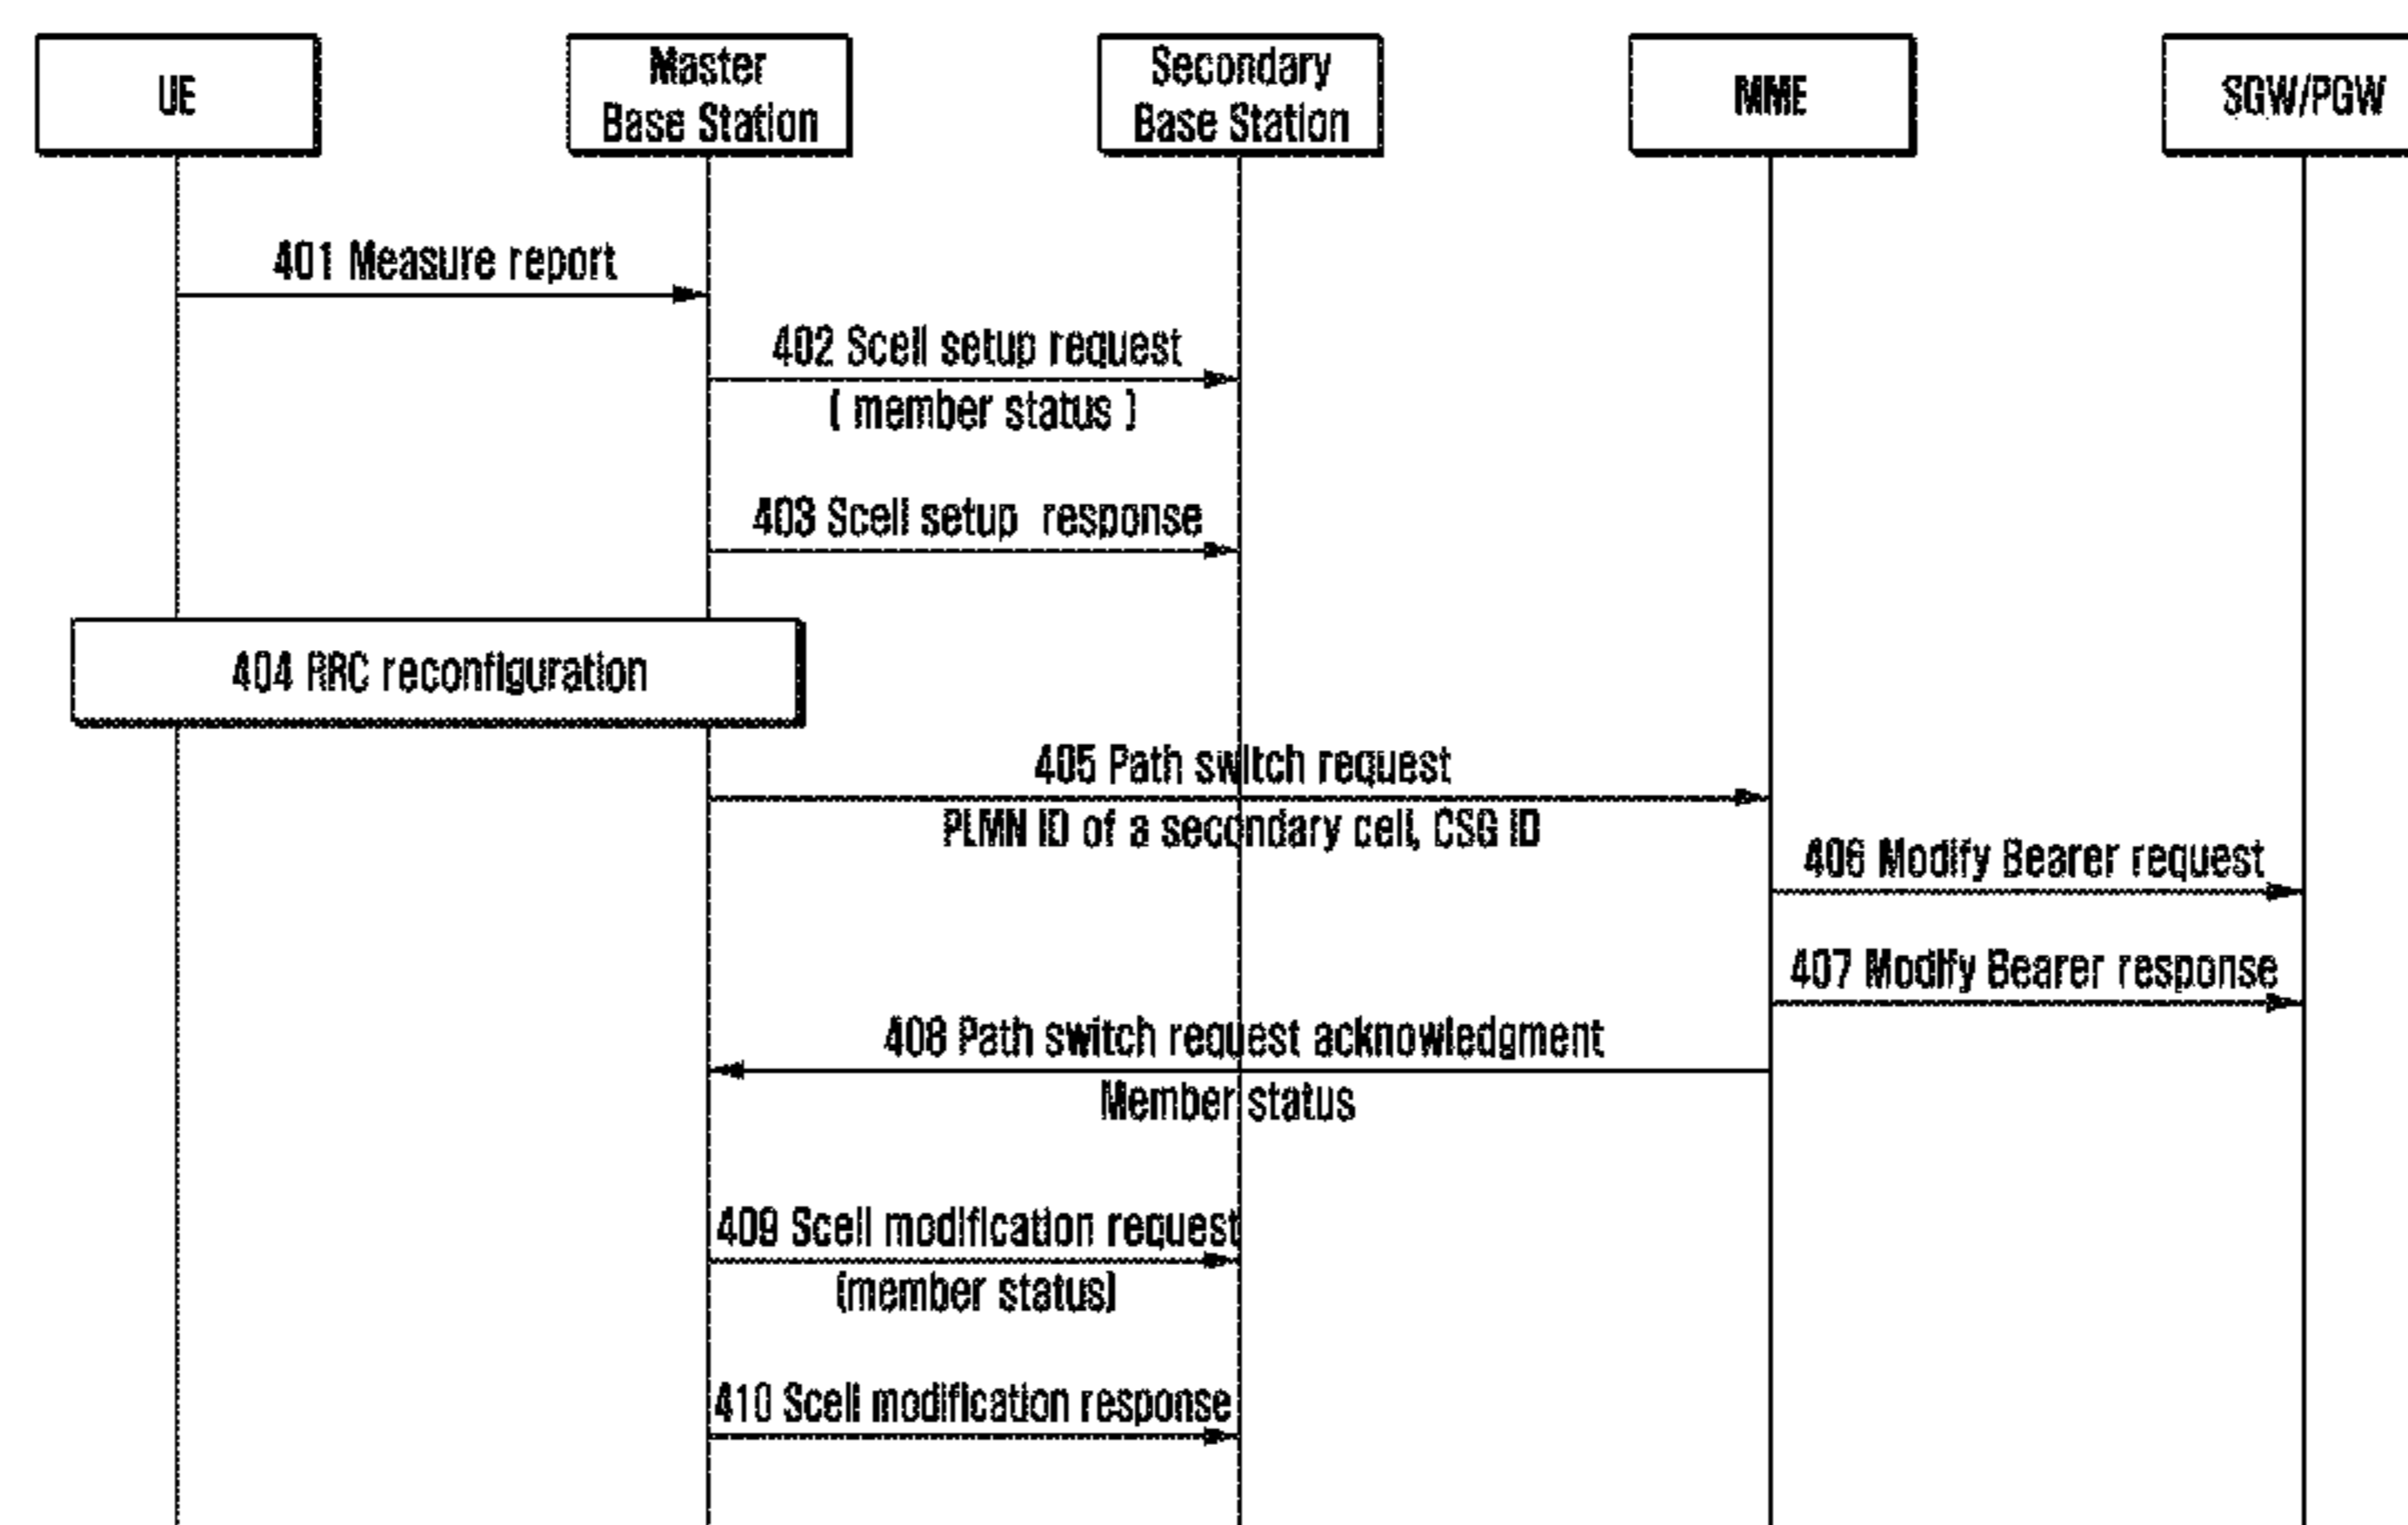 UE
Master
Base Station
Secondary
Base Station
MME
SGW/PGW
401 Measure report
402 Scell setup request
( member status )
403 Scell setup response
404 RRC reconfiguration
405 Path switch request
PLMN ID of a secondary cell, CSG ID
406 Modify Bearer request
407 Modify Bearer response
408 Path switch request acknowledgment
Member status
409 Scell modification request
(member status)
410 Scell modification response